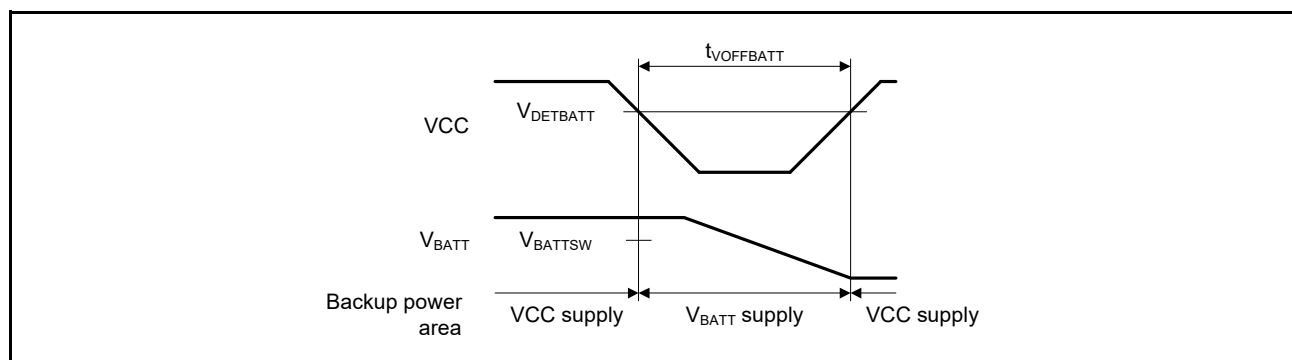 tVOFFBATT
VCC
VDETBATT
VBATT
VBATTSW
Backup power
area
VCC supply
VBATT supply
VCC supply